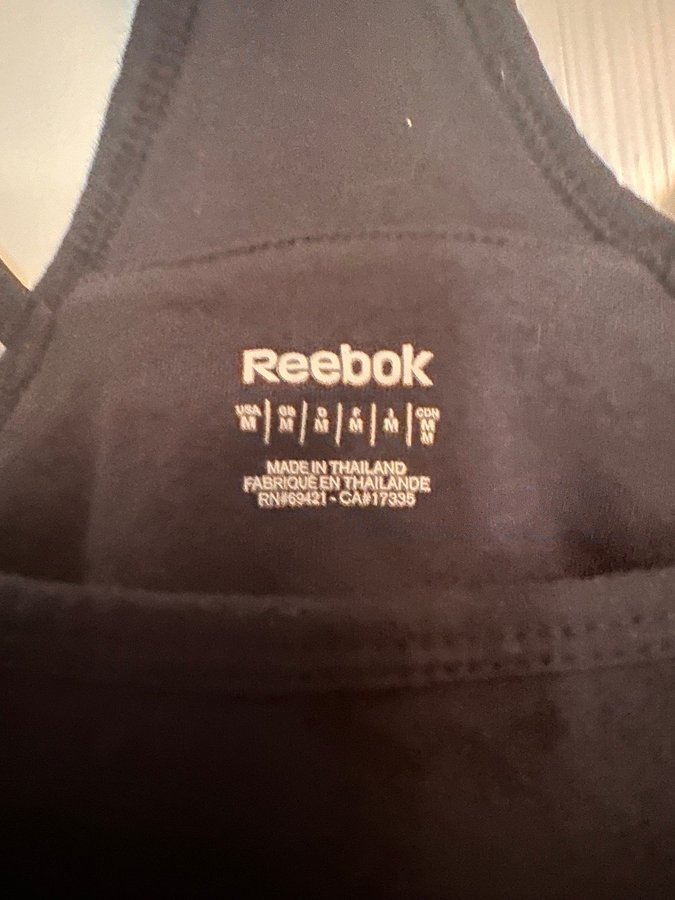 Reebok
USA GB D F J CDN
M M M M M M
M
MADE IN THAILAND
FABRIQUÉ EN THAILANDE
RN#69421 - CA#17335